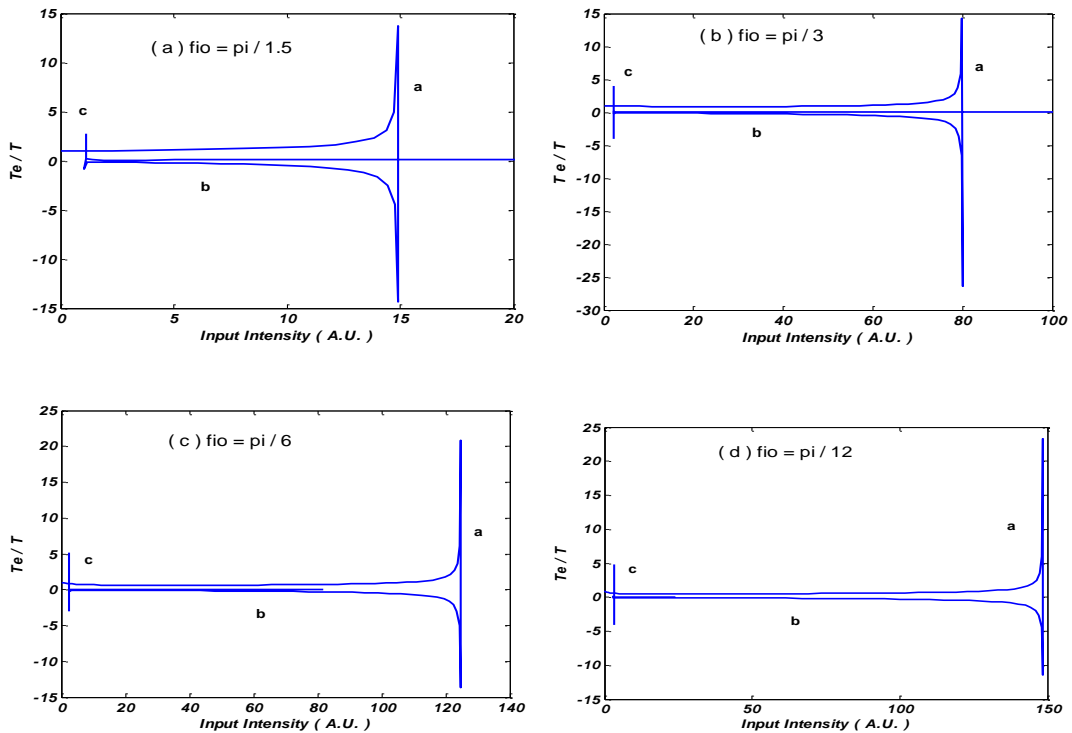 ( a ) fio = pi / 1.5
15
10
5
0
-5
-10
-15
Te / T
c
a
b
0
5
10
15
20
Input Intensity ( A.U. )
( b ) fio = pi / 3
15
10
5
0
-5
-10
-15
-20
-25
-30
T e / T
c
a
b
0
20
40
60
80
100
Input Intensity ( A.U. )
( c ) fio = pi / 6
25
20
15
10
5
0
-5
-10
-15
Te / T
c
a
b
0
20
40
60
80
100
120
140
Input Intensity ( A.U. )
( d ) fio = pi / 12
25
20
15
10
5
0
-5
-10
-15
Te / T
c
a
b
0
50
100
150
Input Intensity ( A.U. )